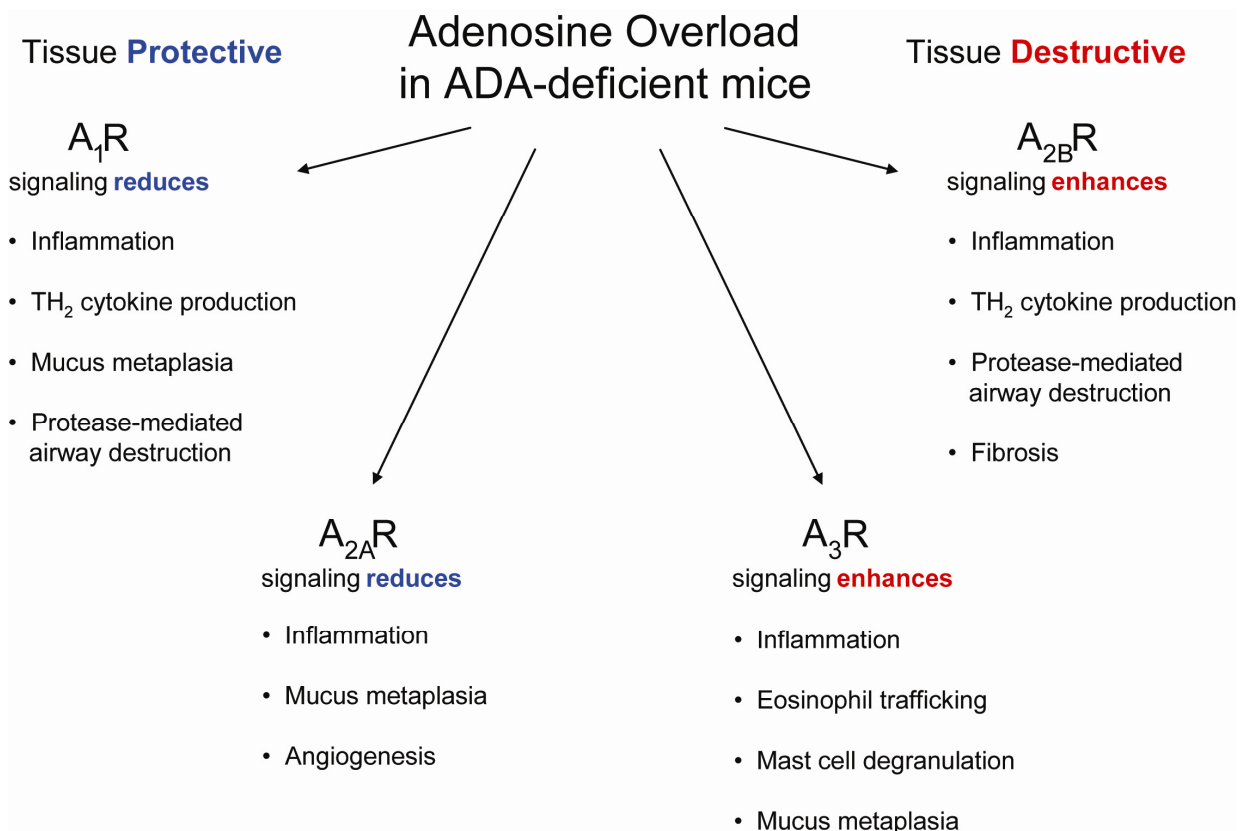 Adenosine Overload
in ADA-deficient mice
Tissue Protective
A₁R
signaling reduces
• Inflammation
• TH₂ cytokine production
• Mucus metaplasia
• Protease-mediated
airway destruction
A₂AR
signaling reduces
• Inflammation
• Mucus metaplasia
• Angiogenesis
A₃R
signaling enhances
• Inflammation
• Eosinophil trafficking
• Mast cell degranulation
• Mucus metaplasia
Tissue Destructive
A₂BR
signaling enhances
• Inflammation
• TH₂ cytokine production
• Protease-mediated
airway destruction
• Fibrosis